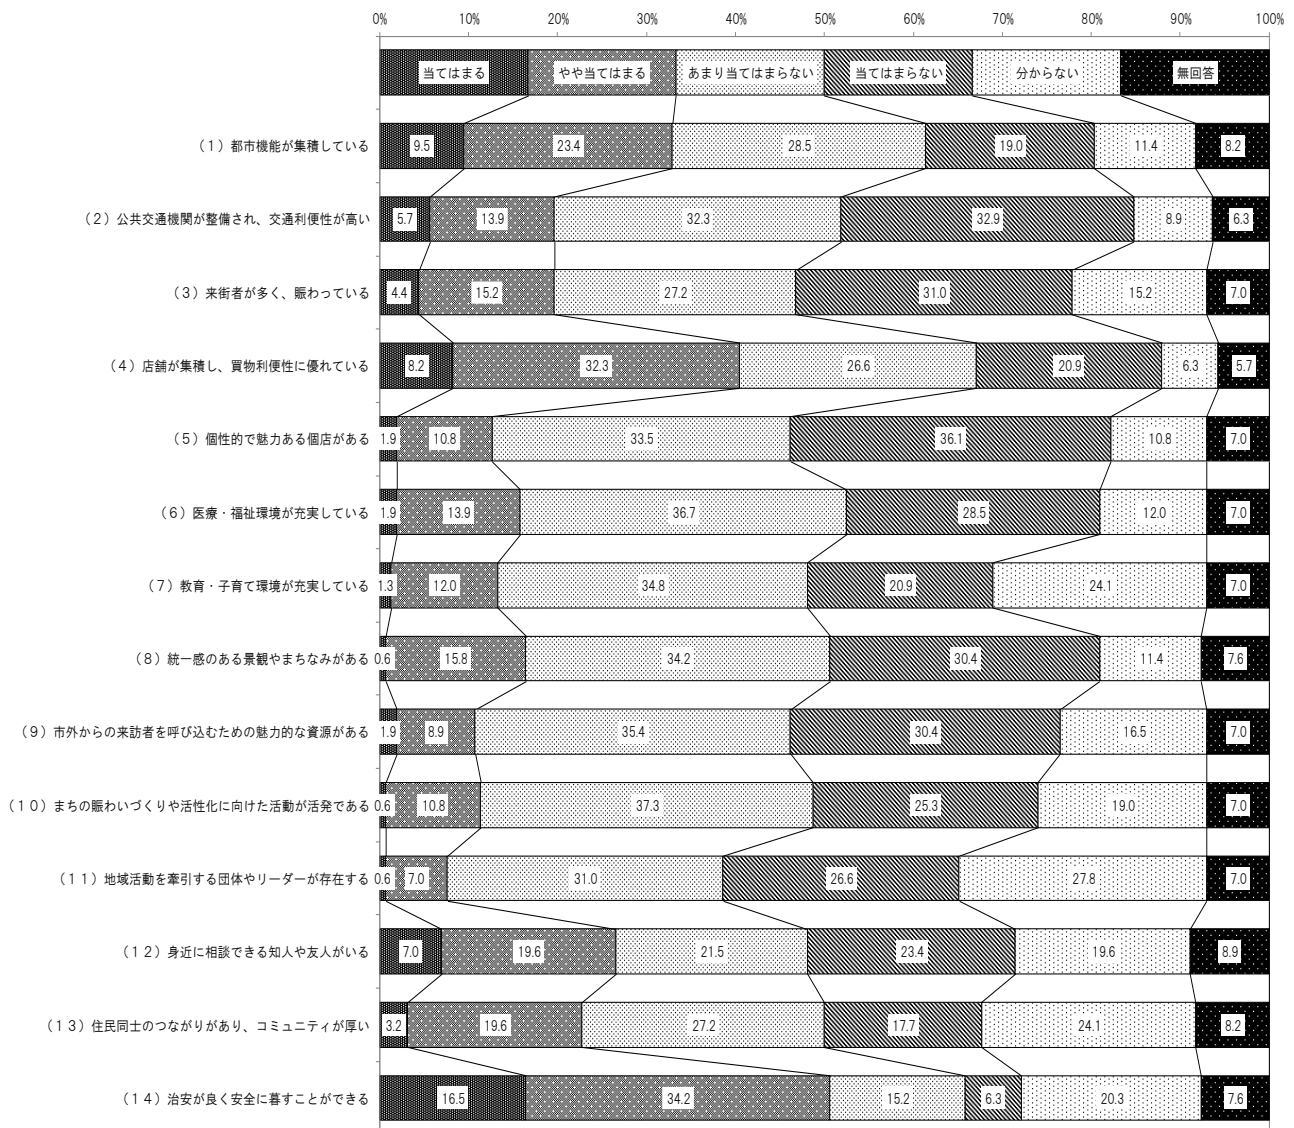 0% 10% 20% 30% 40% 50% 60% 70% 80% 90% 100%
当てはまる やや当てはまる あまり当てはまらない 当てはまらない 分からない 無回答
（１）都市機能が集積している 9.5 23.4 28.5 19.0 11.4 8.2
（２）公共交通機関が整備され、交通利便性が高い 5.7 13.9 32.3 32.9 8.9 6.3
（３）来街者が多く、賑わっている 4.4 15.2 27.2 31.0 15.2 7.0
（４）店舗が集積し、買物利便性に優れている 8.2 32.3 26.6 20.9 6.3 5.7
（５）個性的で魅力ある個店がある 1.9 10.8 33.5 36.1 10.8 7.0
（６）医療・福祉環境が充実している 1.9 13.9 36.7 28.5 12.0 7.0
（７）教育・子育て環境が充実している 1.3 12.0 34.8 20.9 24.1 7.0
（８）統一感のある景観やまちなみがある 0.6 15.8 34.2 30.4 11.4 7.6
（９）市外からの来訪者を呼び込むための魅力的な資源がある 1.9 8.9 35.4 30.4 16.5 7.0
（１０）まちの賑わいづくりや活性化に向けた活動が活発である 0.6 10.8 37.3 25.3 19.0 7.0
（１１）地域活動を牽引する団体やリーダーが存在する 0.6 7.0 31.0 26.6 27.8 7.0
（１２）身近に相談できる知人や友人がいる 7.0 19.6 21.5 23.4 19.6 8.9
（１３）住民同士のつながりがあり、コミュニティが厚い 3.2 19.6 27.2 17.7 24.1 8.2
（１４）治安が良く安全に暮すことができる 16.5 34.2 15.2 6.3 20.3 7.6